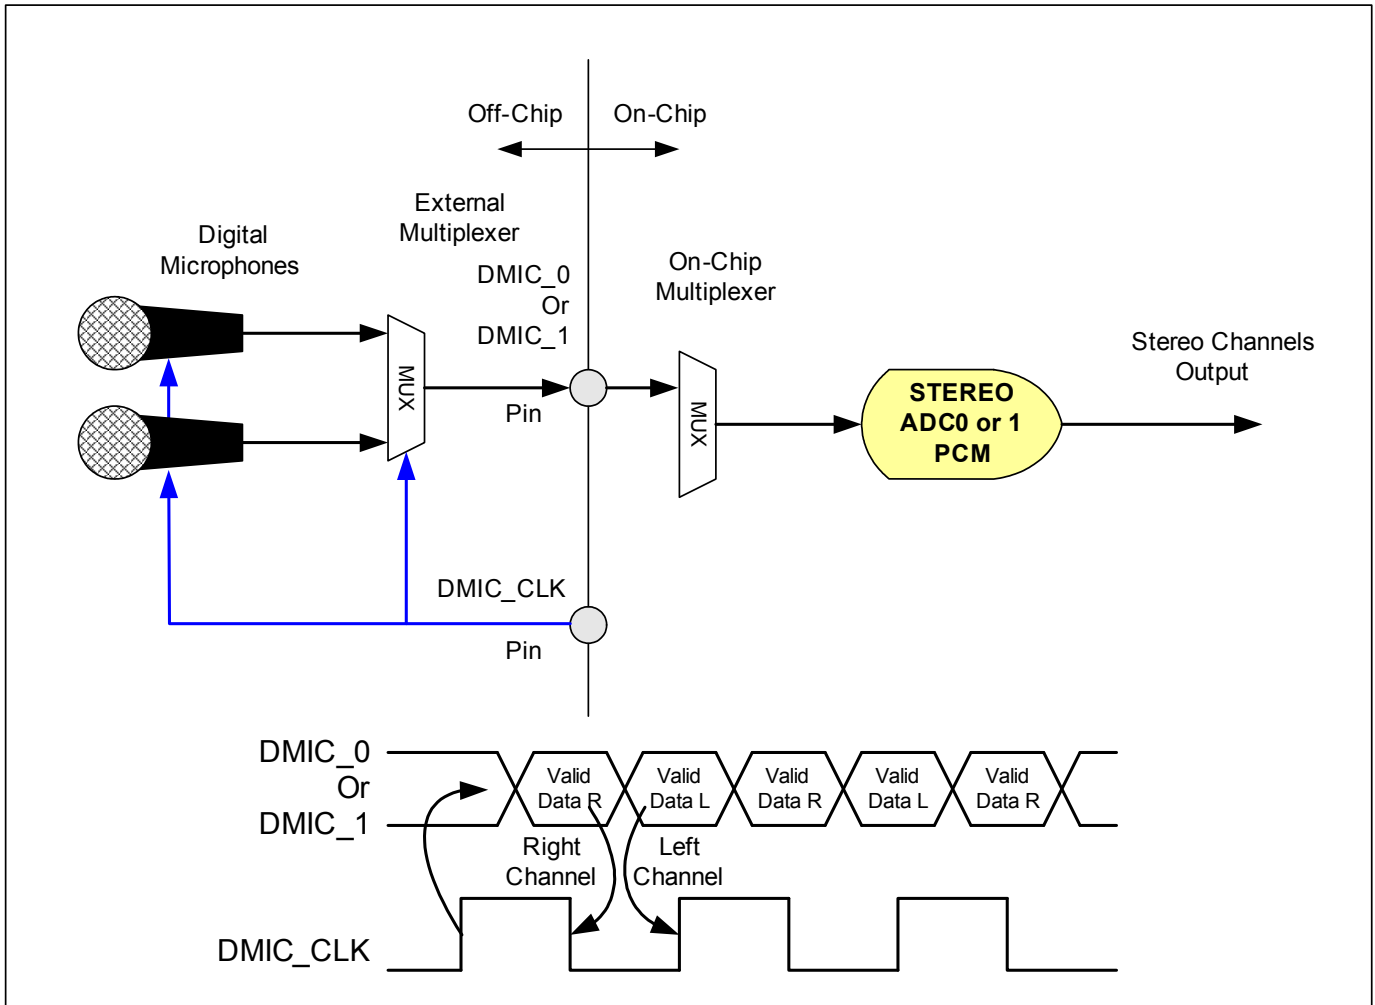 Off-Chip
On-Chip
External
Multiplexer
Digital
Microphones
DMIC_0
Or
DMIC_1
On-Chip
Multiplexer
MUX
Pin
MUX
STEREO
ADC0 or 1
PCM
Stereo Channels
Output
DMIC_CLK
Pin
DMIC_0
Or
DMIC_1
Valid
Data R
Valid
Data L
Valid
Data R
Valid
Data L
Valid
Data R
Right
Channel
Left
Channel
DMIC_CLK